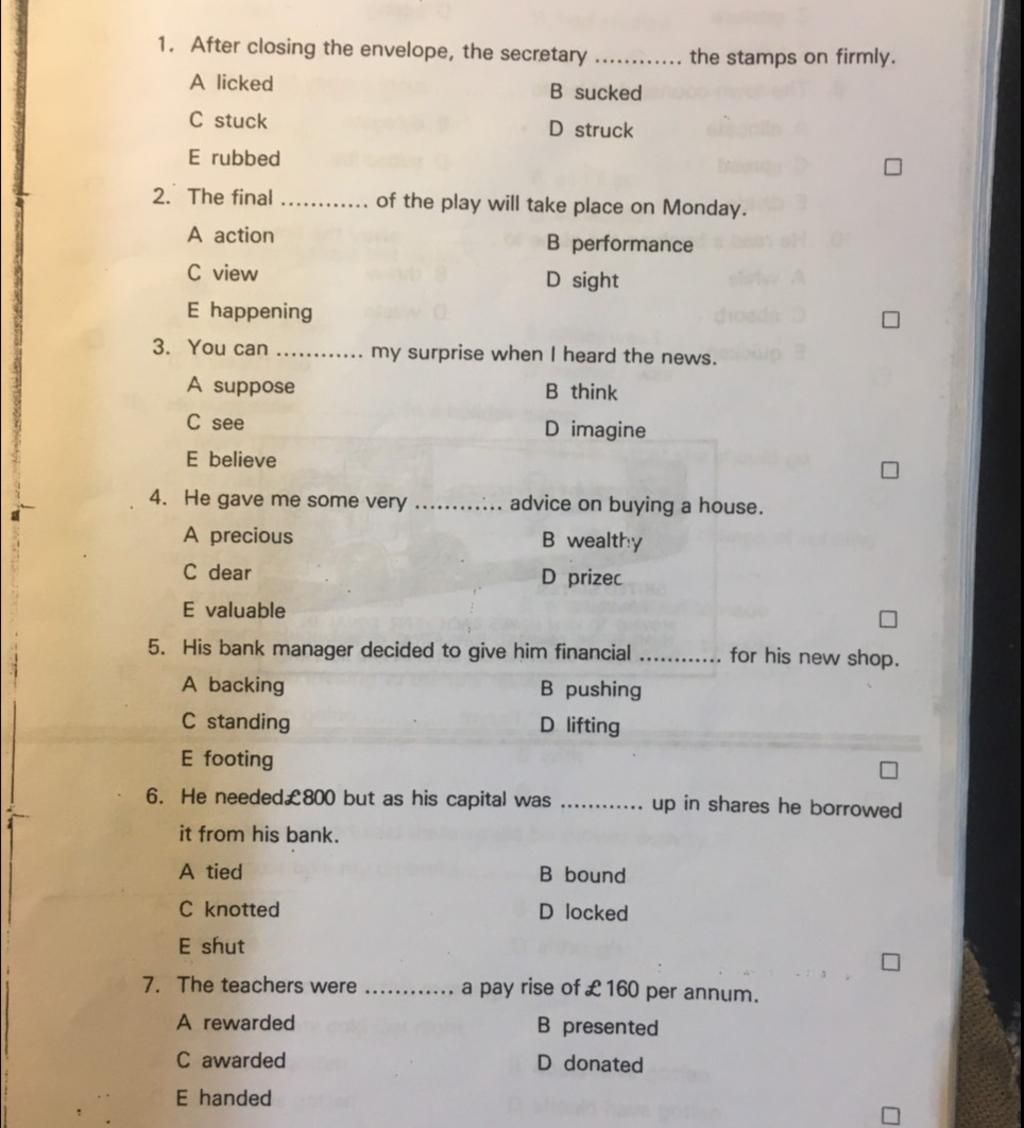 1. After closing the envelope, the secretary ............ the stamps on firmly.
A licked B sucked
C stuck D struck
E rubbed
2. The final ............ of the play will take place on Monday.
A action B performance
C view D sight
E happening
3. You can ............ my surprise when I heard the news.
A suppose B think
C see D imagine
E believe
4. He gave me some very ............ advice on buying a house.
A precious B wealthy
C dear D prized
E valuable
5. His bank manager decided to give him financial ............ for his new shop.
A backing B pushing
C standing D lifting
E footing
6. He needed £800 but as his capital was ............ up in shares he borrowed
it from his bank.
A tied B bound
C knotted D locked
E shut
7. The teachers were ............ a pay rise of £160 per annum.
A rewarded B presented
C awarded D donated
E handed